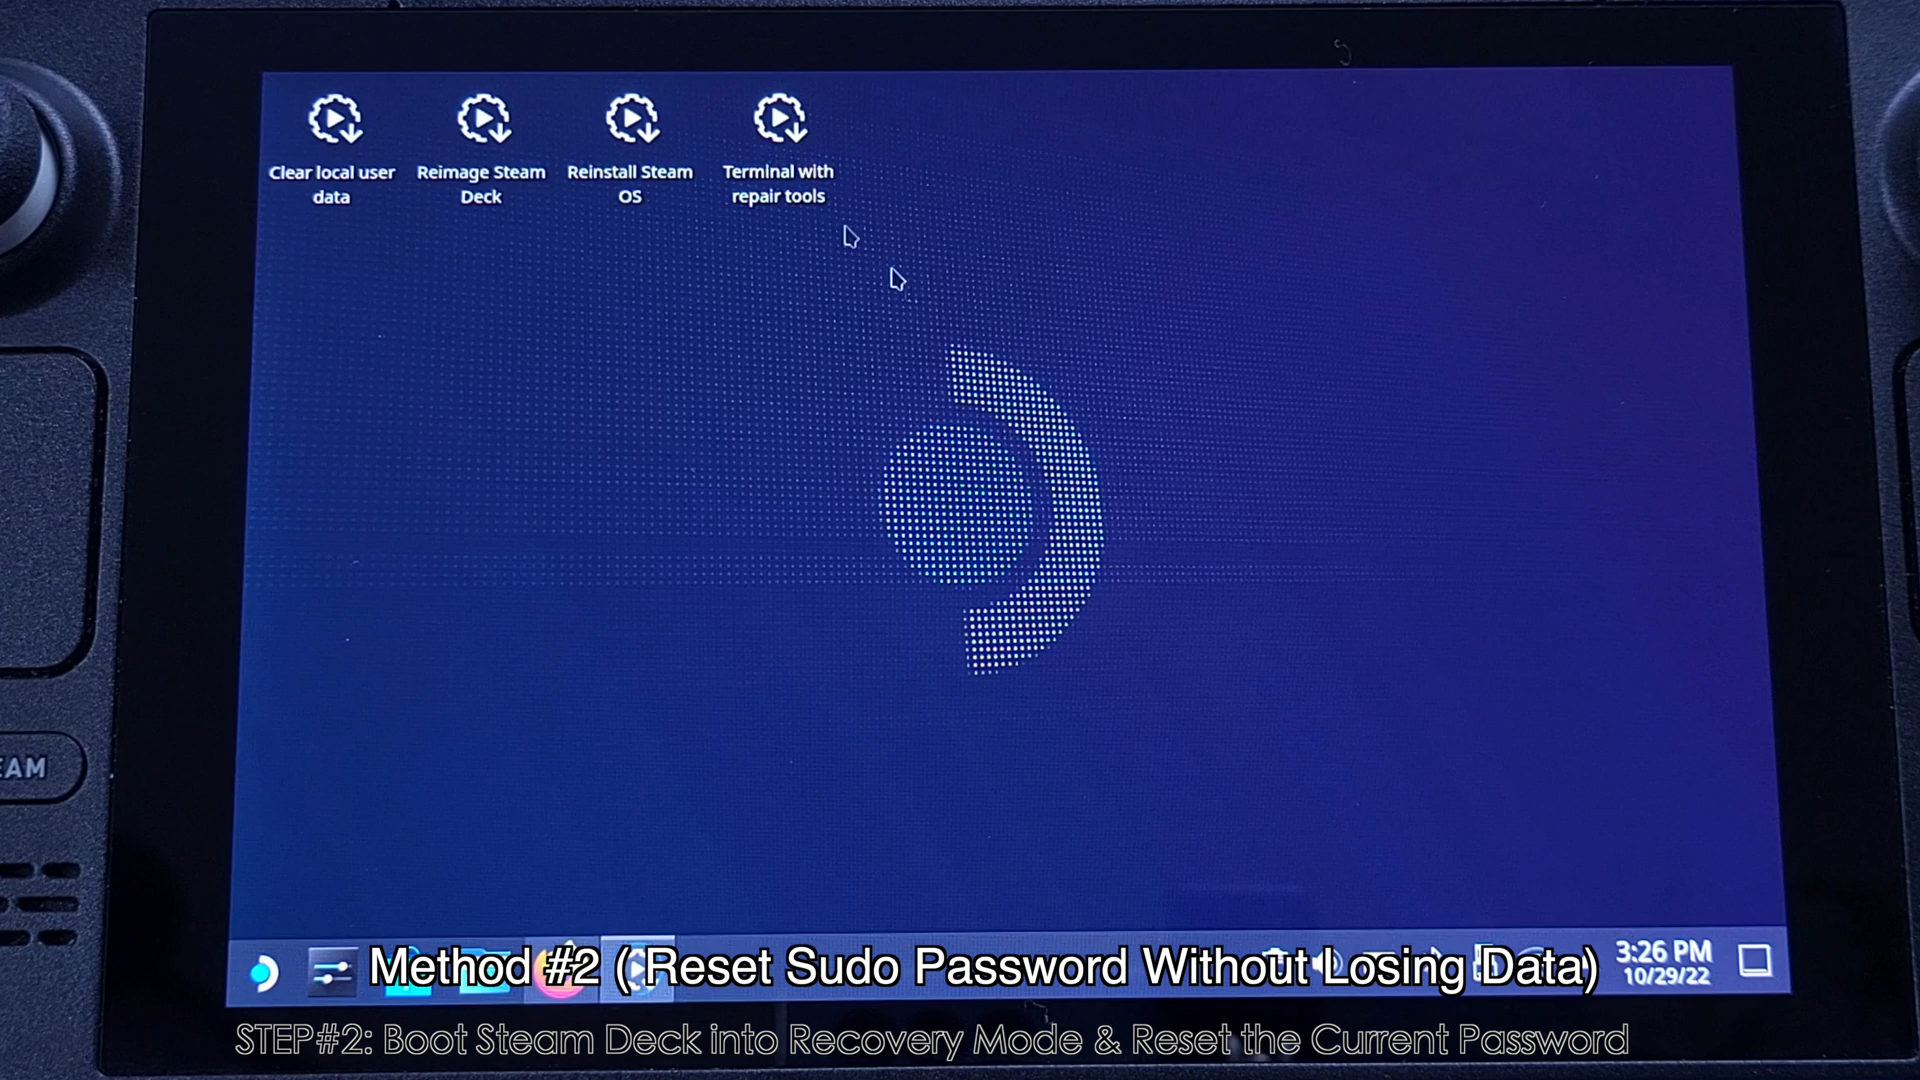 Clear local user
data
Reimage Steam
Deck
Reinstall Steam
OS
Terminal with
repair tools
EAM
3:26 PM
10/29/22
Method #2 ( Reset Sudo Password Without Losing Data)
STEP#2: Boot Steam Deck into Recovery Mode & Reset the Current Password